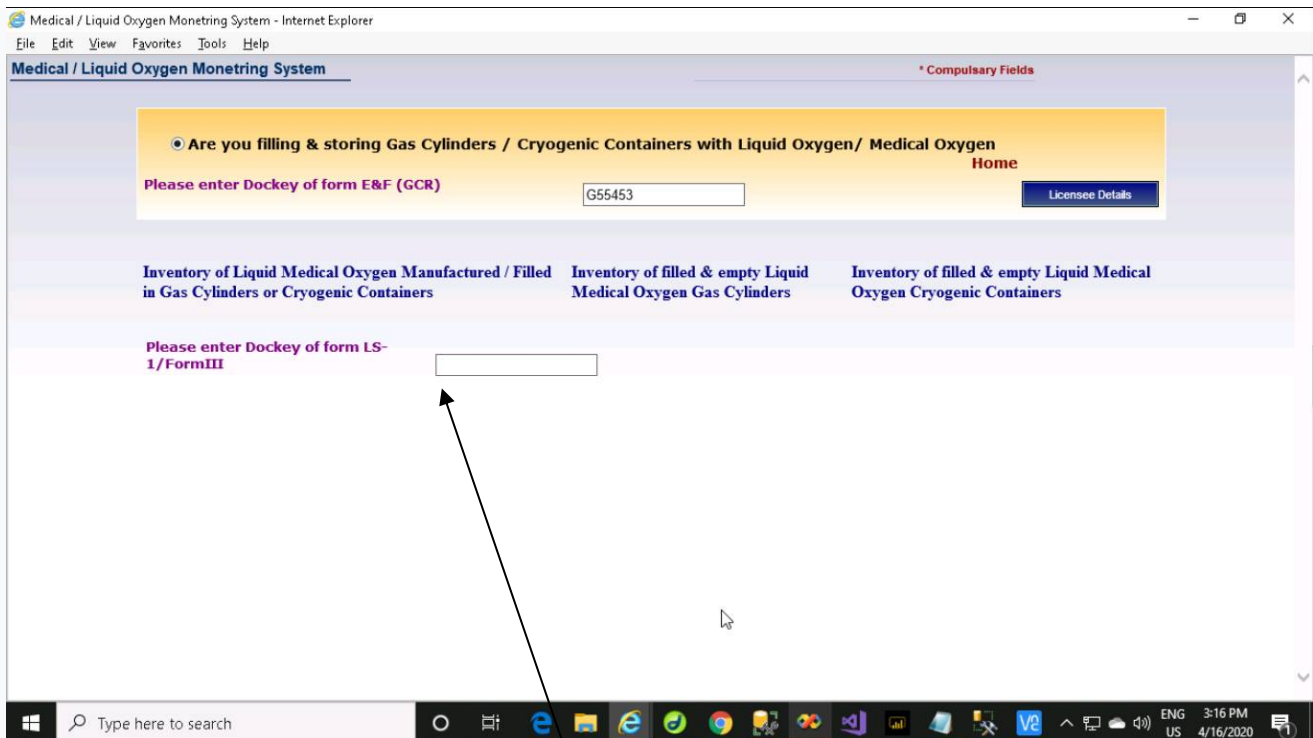 Medical / Liquid Oxygen Monetring System - Internet Explorer
File Edit View Favorites Tools Help
Medical / Liquid Oxygen Monetring System
* Compulsary Fields
Are you filling & storing Gas Cylinders / Cryogenic Containers with Liquid Oxygen/ Medical Oxygen
Home
Please enter Dockey of form E&F (GCR)
G55453
Licensee Details
Inventory of Liquid Medical Oxygen Manufactured / Filled
in Gas Cylinders or Cryogenic Containers
Inventory of filled & empty Liquid
Medical Oxygen Gas Cylinders
Inventory of filled & empty Liquid Medical
Oxygen Cryogenic Containers
Please enter Dockey of form LS-
1/FormIII
Type here to search
ENG
US
3:16 PM
4/16/2020